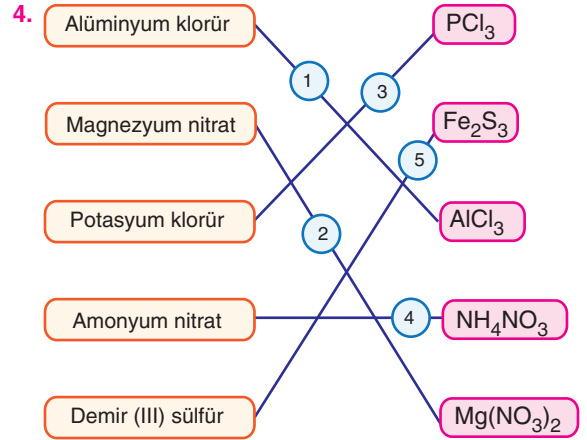 4.
Alüminyum klorür
PCl₃
1
3
Magnezyum nitrat
Fe₂S₃
5
Potasyum klorür
AlCl₃
2
Amonyum nitrat
4
NH₄NO₃
Demir (III) sülfür
Mg(NO₃)₂